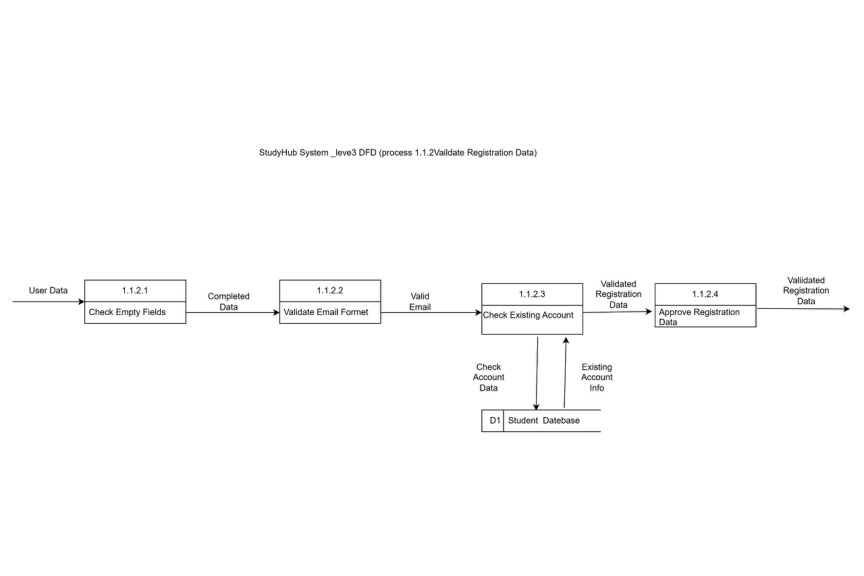 StudyHub System _leve3 DFD (process 1.1.2Vaildate Registration Data)
User Data
1.1.2.1
Check Empty Fields
Completed
Data
1.1.2.2
Validate Email Formet
Valid
Email
1.1.2.3
Check Existing Account
Validated
Registration
Data
1.1.2.4
Approve Registration
Data
Valiidated
Registration
Data
Check
Account
Data
Existing
Account
Info
D1
Student Datebase